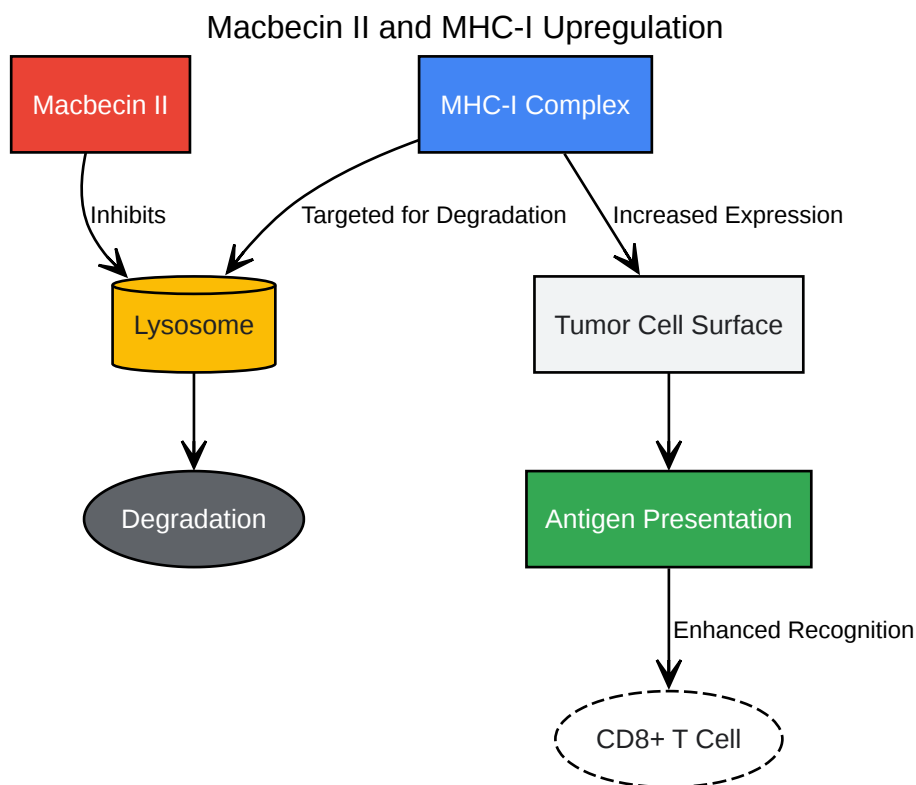 Macbecin II and MHC-I Upregulation
Macbecin II
MHC-I Complex
Inhibits
Targeted for Degradation
Increased Expression
Lysosome
Tumor Cell Surface
Degradation
Antigen Presentation
Enhanced Recognition
CD8+ T Cell